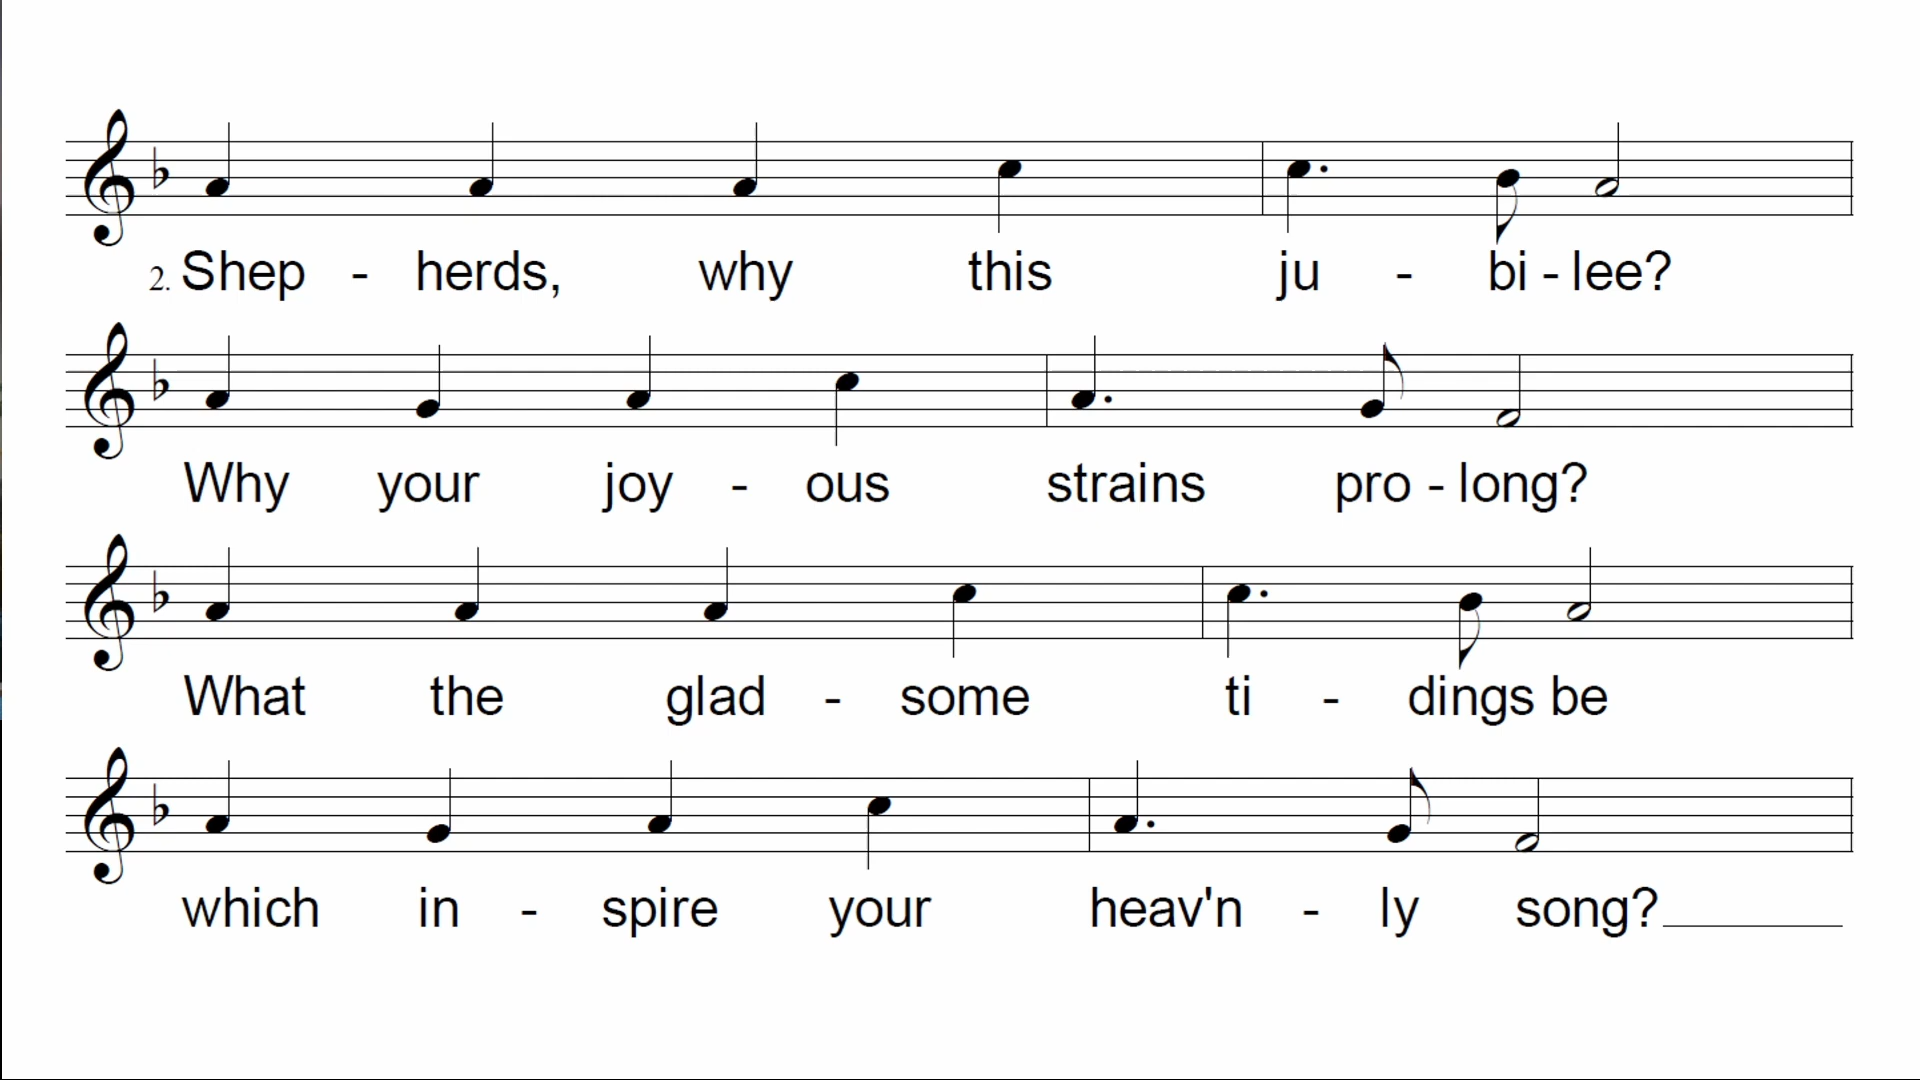 2. Shep - herds, why this ju - bi - lee?
Why your joy - ous strains pro - long?
What the glad - some ti - dings be
which in - spire your heav'n - ly song?